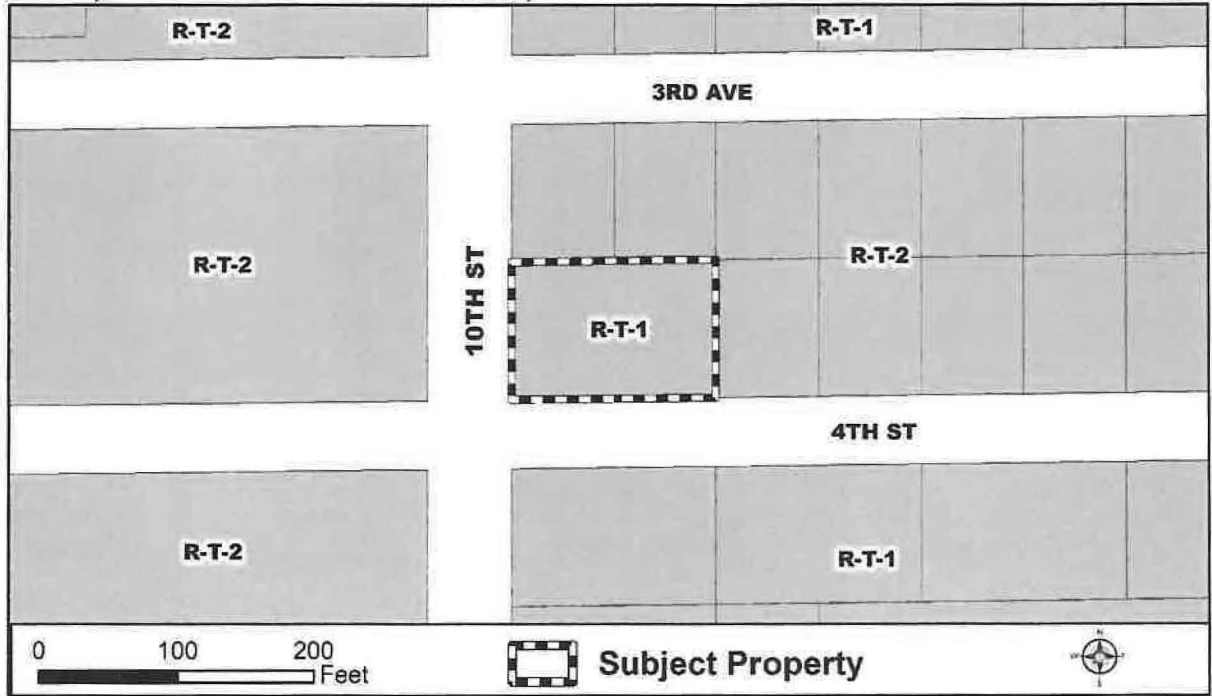 R-T-2
R-T-1
3RD AVE
R-T-2
10TH ST
R-T-2
R-T-1
4TH ST
R-T-2
R-T-1
0 100 200
Feet
Subject Property
N